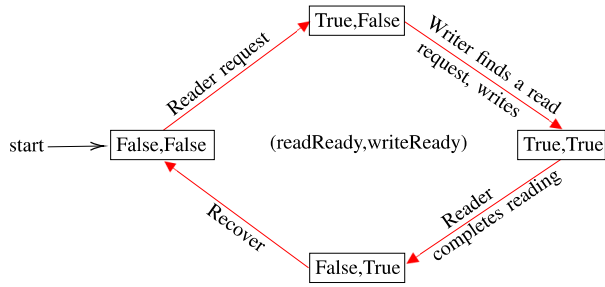 True,False
Reader request
Writer finds a read
request, writes
start
False,False
(readReady,writeReady)
True,True
Recover
Reader
completes reading
False,True